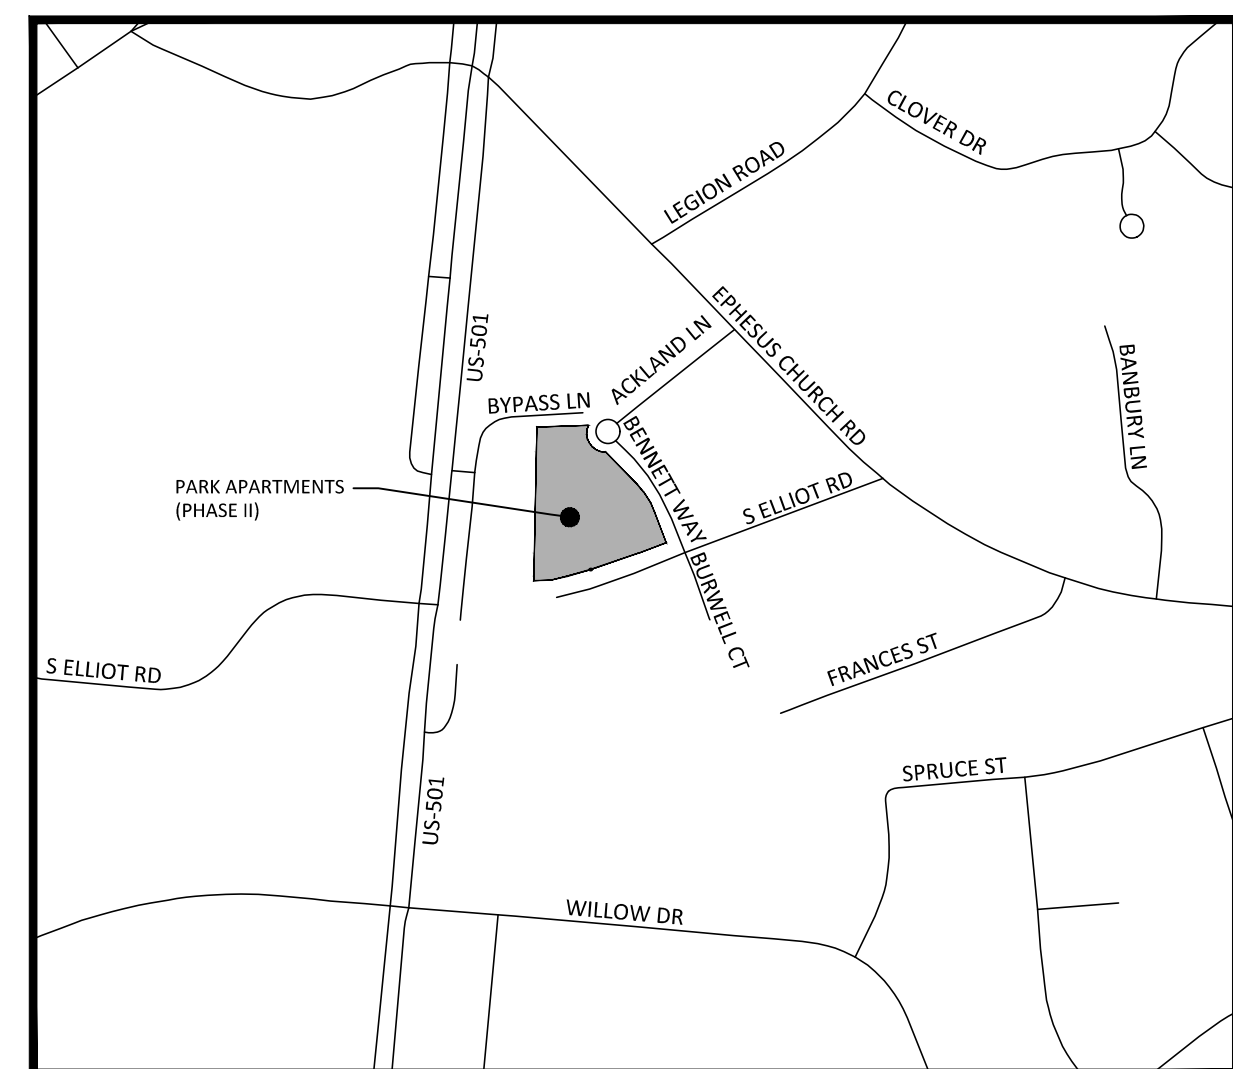 CLOVER DR
LEGION ROAD
EPHESUS CHURCH RD
US-501
ACKLAND LN
BANBURY LN
BYPASS LN
BENNETT WAY
PARK APARTMENTS
(PHASE II)
S ELLIOT RD
BURWELL CT
FRANCES ST
S ELLIOT RD
SPRUCE ST
US-501
WILLOW DR